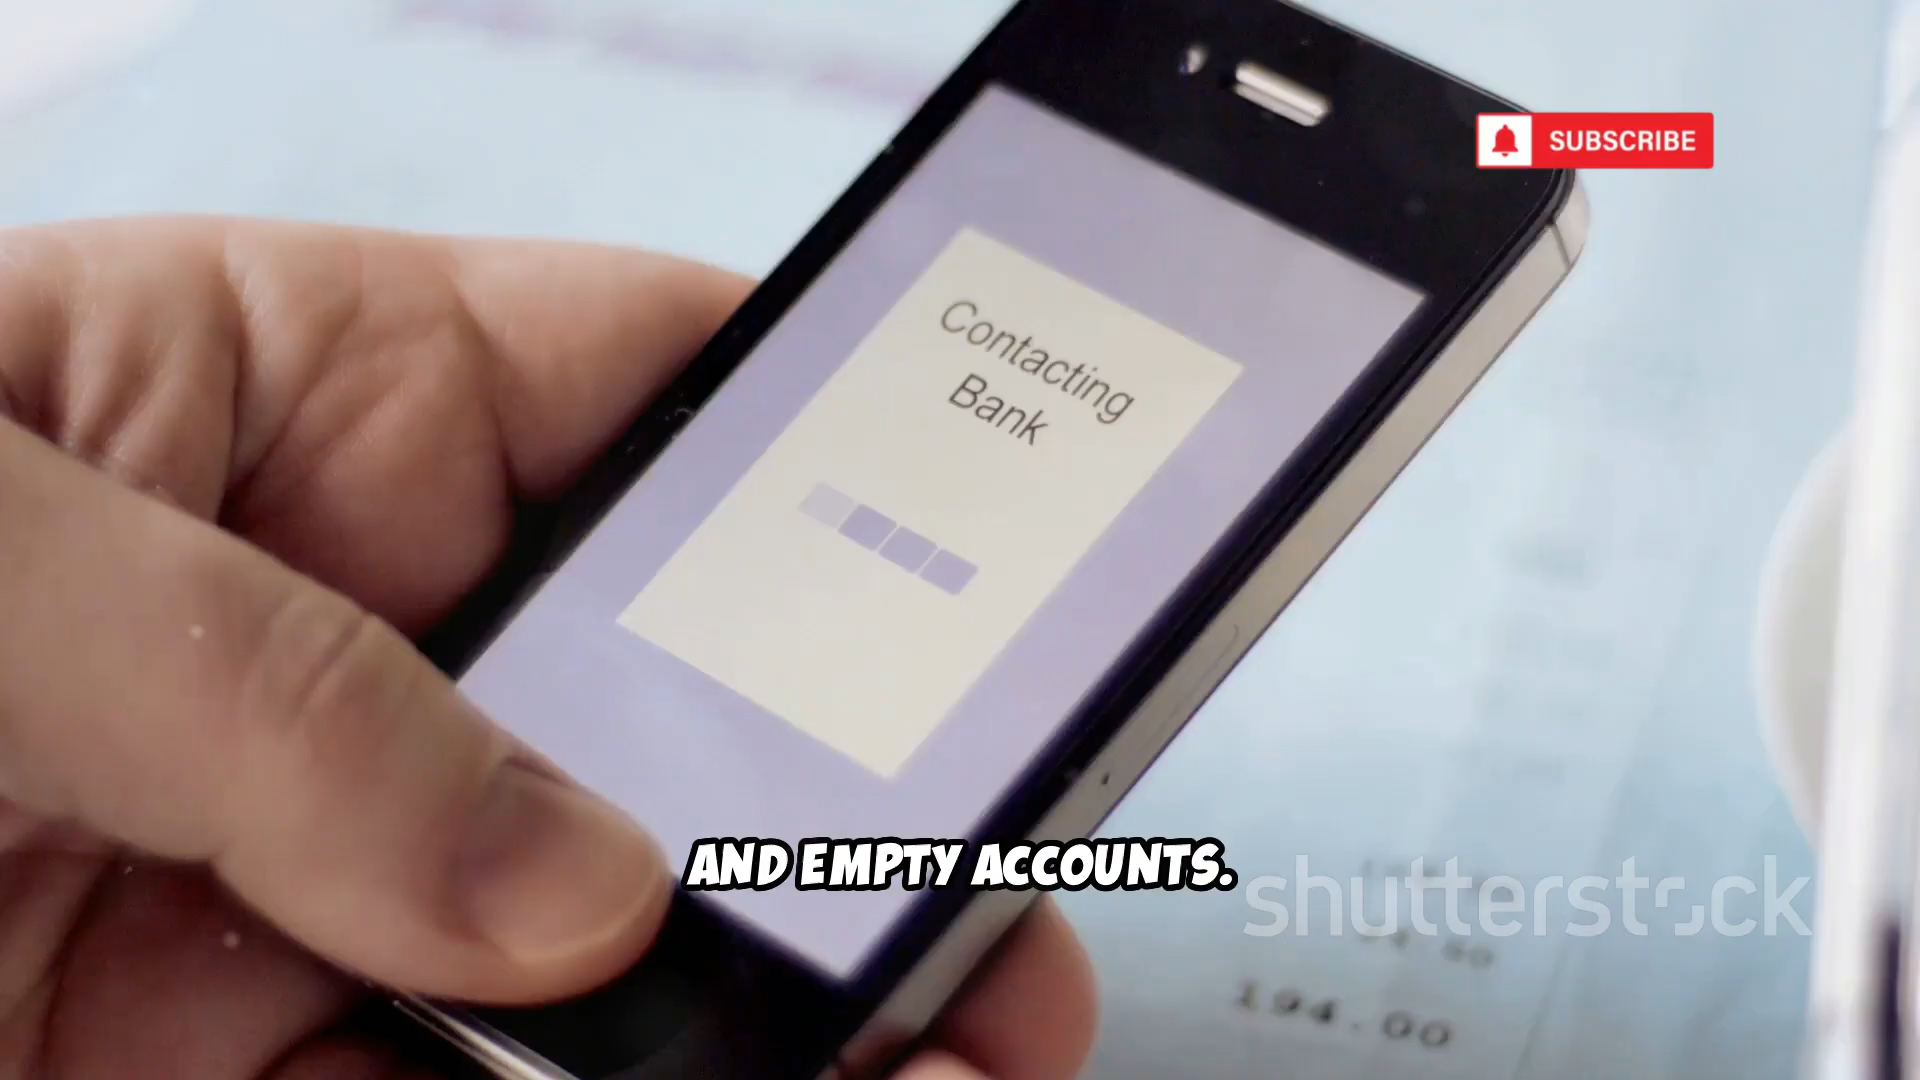 SUBSCRIBE
Contacting
Bank
AND EMPTY ACCOUNTS.
shutterstock
194.00